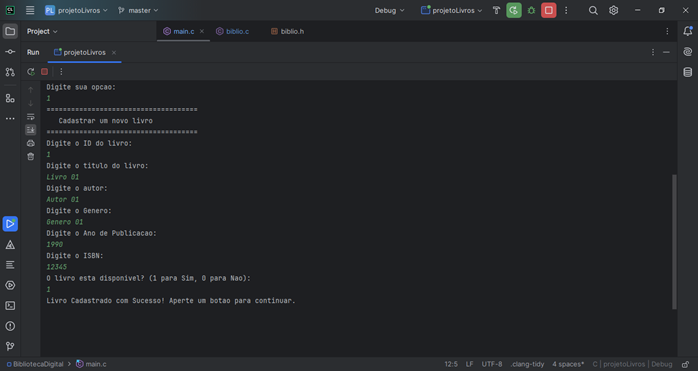 PL projetoLivros
master
Debug
projetoLivros
Project
main.c
biblio.c
biblio.h
Run
projetoLivros
Digite sua opcao:
1
=====================================
Cadastrar um novo livro
=====================================
Digite o ID do livro:
1
Digite o titulo do livro:
Livro 01
Digite o autor:
Autor 01
Digite o Genero:
Genero 01
Digite o Ano de Publicacao:
1990
Digite o ISBN:
12345
O livro esta disponivel? (1 para Sim, 0 para Nao):
1
Livro Cadastrado com Sucesso! Aperte um botao para continuar.
BibliotecaDigital > main.c
12:5 LF UTF-8 .clang-tidy 4 spaces* C | projetoLivros | Debug